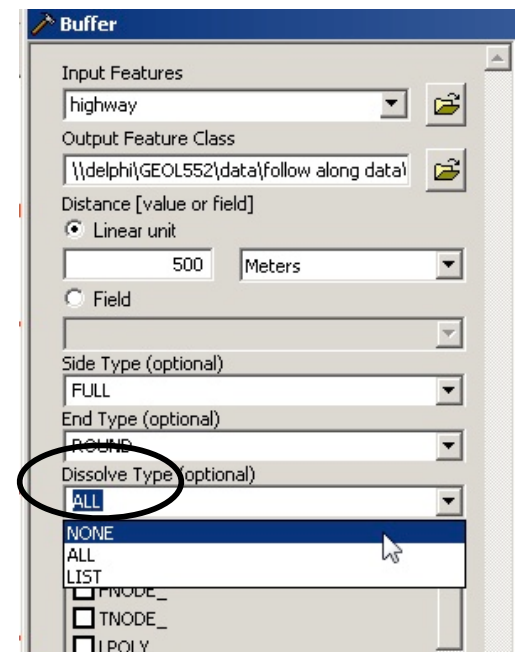 Buffer
Input Features
highway
Output Feature Class
\\delphi\GEOL552\data\follow along data\
Distance [value or field]
Linear unit
500 Meters
Field
Side Type (optional)
FULL
End Type (optional)
ROUND
Dissolve Type (optional)
ALL
NONE
ALL
LIST
FNODE_
TNODE_
LPOLY_